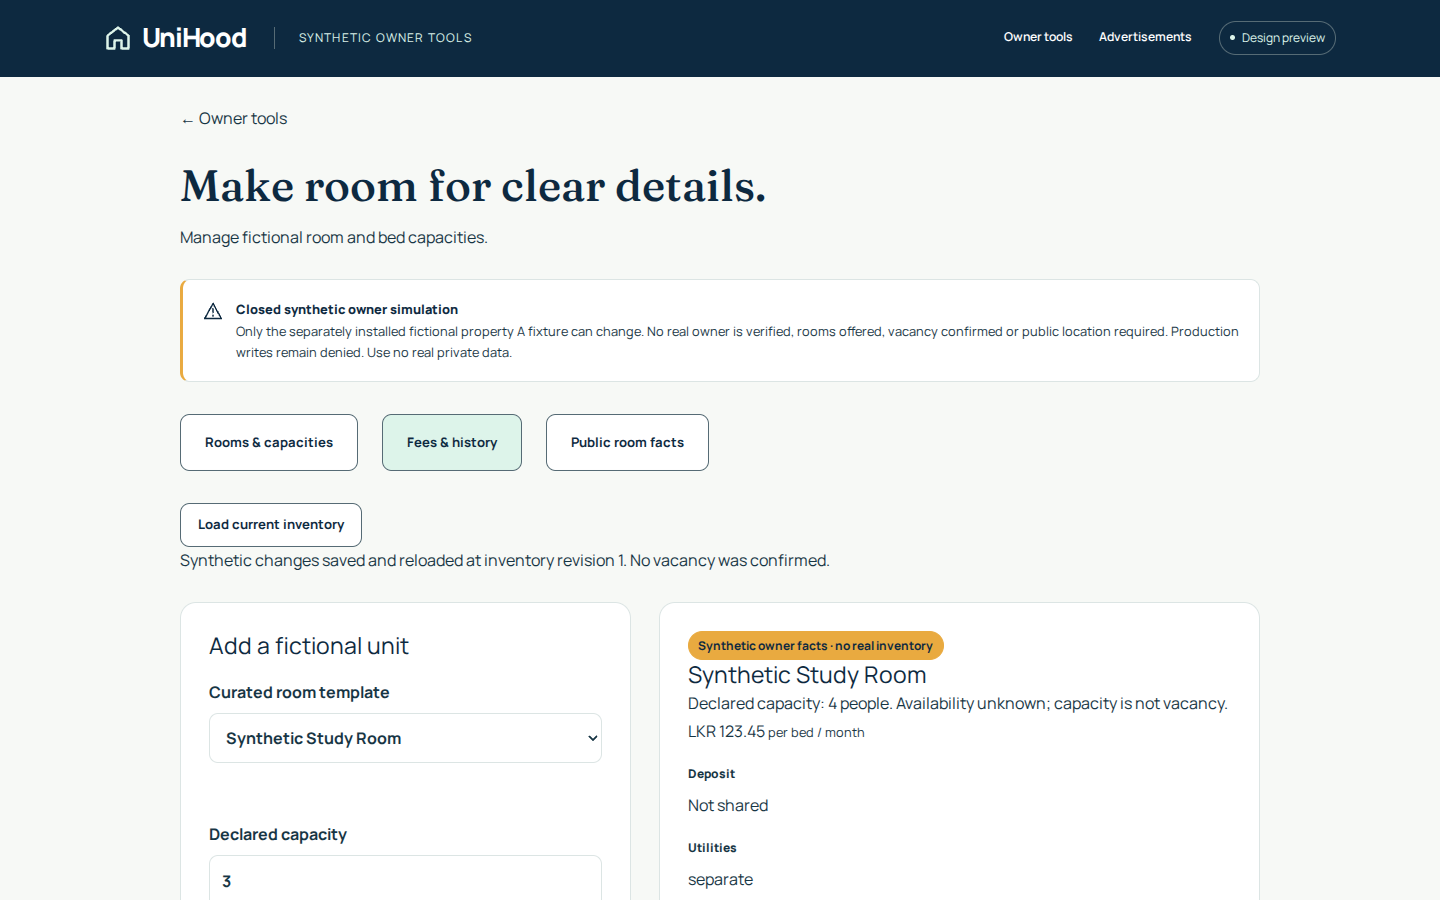 UniHood
SYNTHETIC OWNER TOOLS
Owner tools
Advertisements
Design preview
← Owner tools
Make room for clear details.
Manage fictional room and bed capacities.
Closed synthetic owner simulation
Only the separately installed fictional property A fixture can change. No real owner is verified, rooms offered, vacancy confirmed or public location required. Production
writes remain denied. Use no real private data.
Rooms & capacities
Fees & history
Public room facts
Load current inventory
Synthetic changes saved and reloaded at inventory revision 1. No vacancy was confirmed.
Add a fictional unit
Curated room template
Synthetic Study Room
Declared capacity
3
Synthetic owner facts · no real inventory
Synthetic Study Room
Declared capacity: 4 people. Availability unknown; capacity is not vacancy.
LKR 123.45 per bed / month
Deposit
Not shared
Utilities
separate